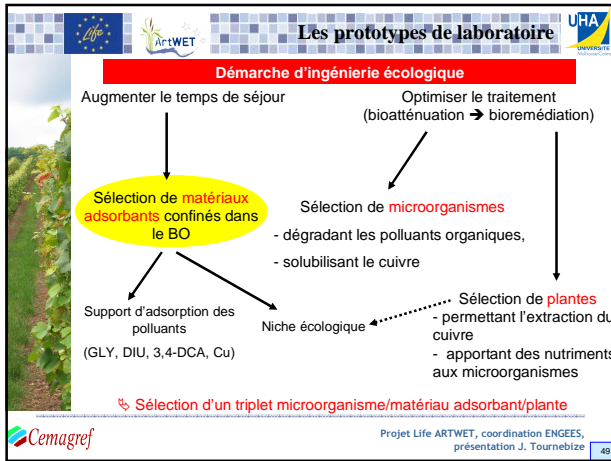 Life
ArtWET
Les prototypes de laboratoire
UHA
UNIVERSITE
Démarche d'ingénierie écologique
Augmenter le temps de séjour
Optimiser le traitement
(bioatténuation ➔ bioremédiation)
Sélection de matériaux
adsorbants confinés dans
le BO
Sélection de microorganismes
- dégradant les polluants organiques,
- solubilisant le cuivre
Support d'adsorption des
polluants
(GLY, DIU, 3,4-DCA, Cu)
Niche écologique
Sélection de plantes
- permettant l'extraction du
cuivre
- apportant des nutriments
aux microorganismes
Sélection d'un triplet microorganisme/matériau adsorbant/plante
Cemagref
Projet Life ARTWET, coordination ENGEES,
présentation J. Tournebize
49